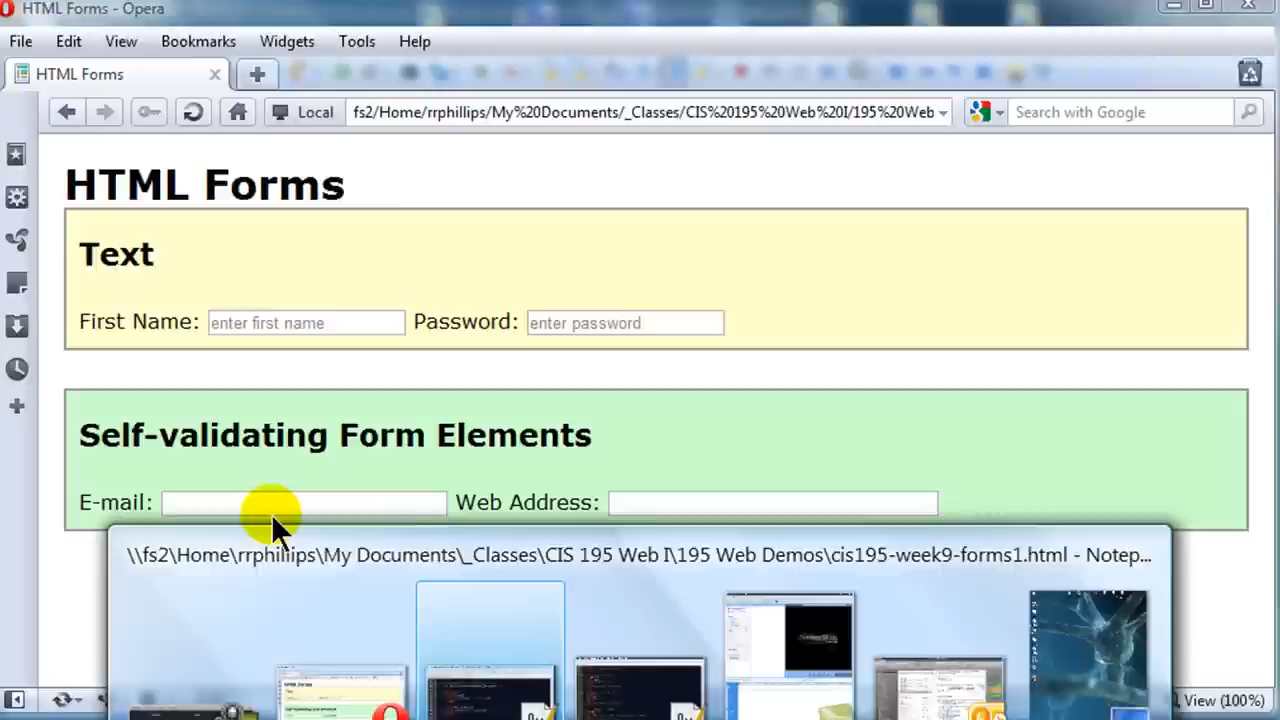 HTML Forms - Opera
File Edit View Bookmarks Widgets Tools Help
HTML Forms
Local fs2/Home/rrphillips/My%20Documents/_Classes/CIS%20195%20Web%20I/195%20Web Search with Google
HTML Forms
Text
First Name: enter first name Password: enter password
Self-validating Form Elements
E-mail: Web Address:
\\fs2\Home\rrphillips\My Documents\_Classes\CIS 195 Web I\195 Web Demos\cis195-week9-forms1.html - Notep...
View (100%)